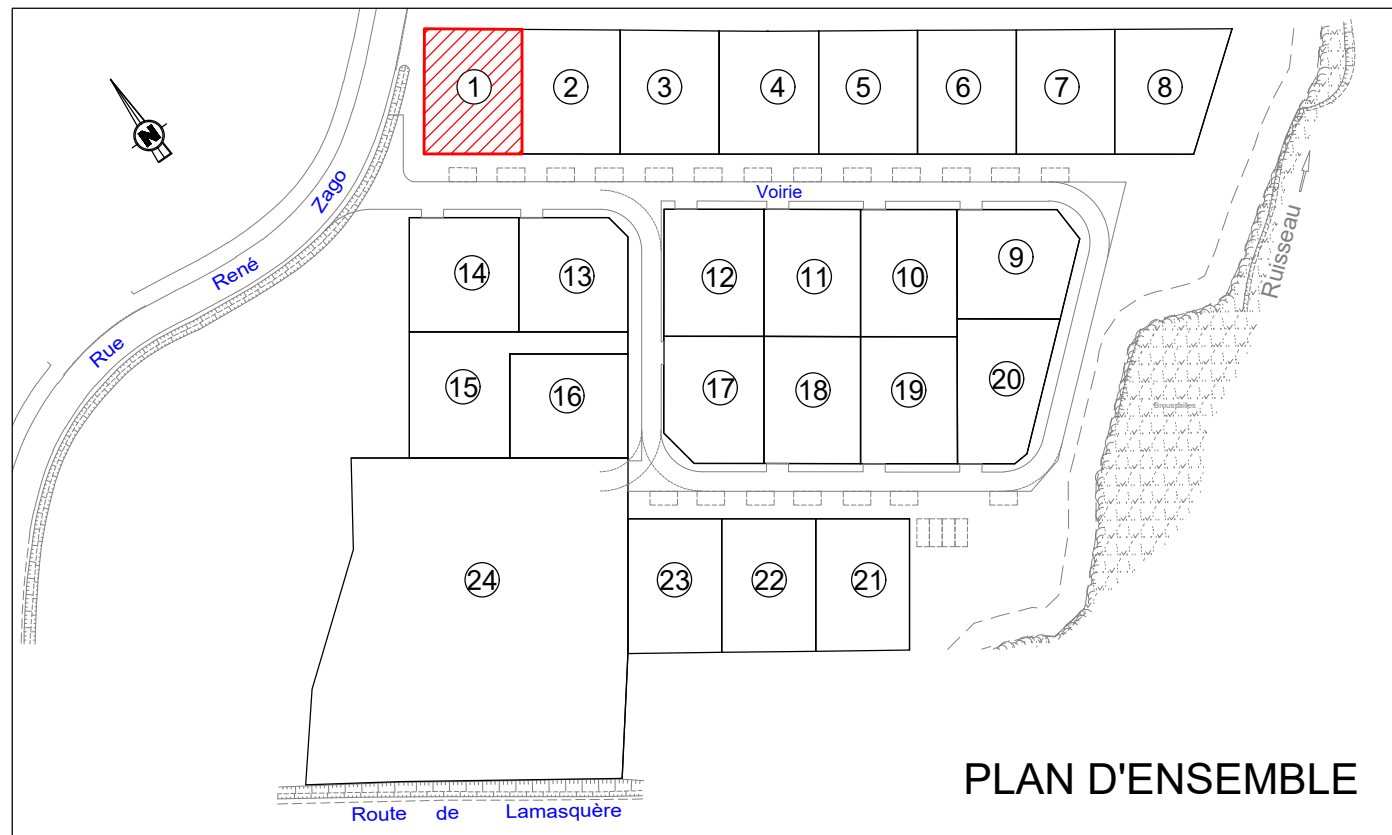 1 2 3 4 5 6 7 8
N
Voirie
Rue René Zago
14 13 12 11 10 9
15 16 17 18 19 20
Ruisseau
Broussailles
24 23 22 21
PLAN D'ENSEMBLE
Route de Lamasquère